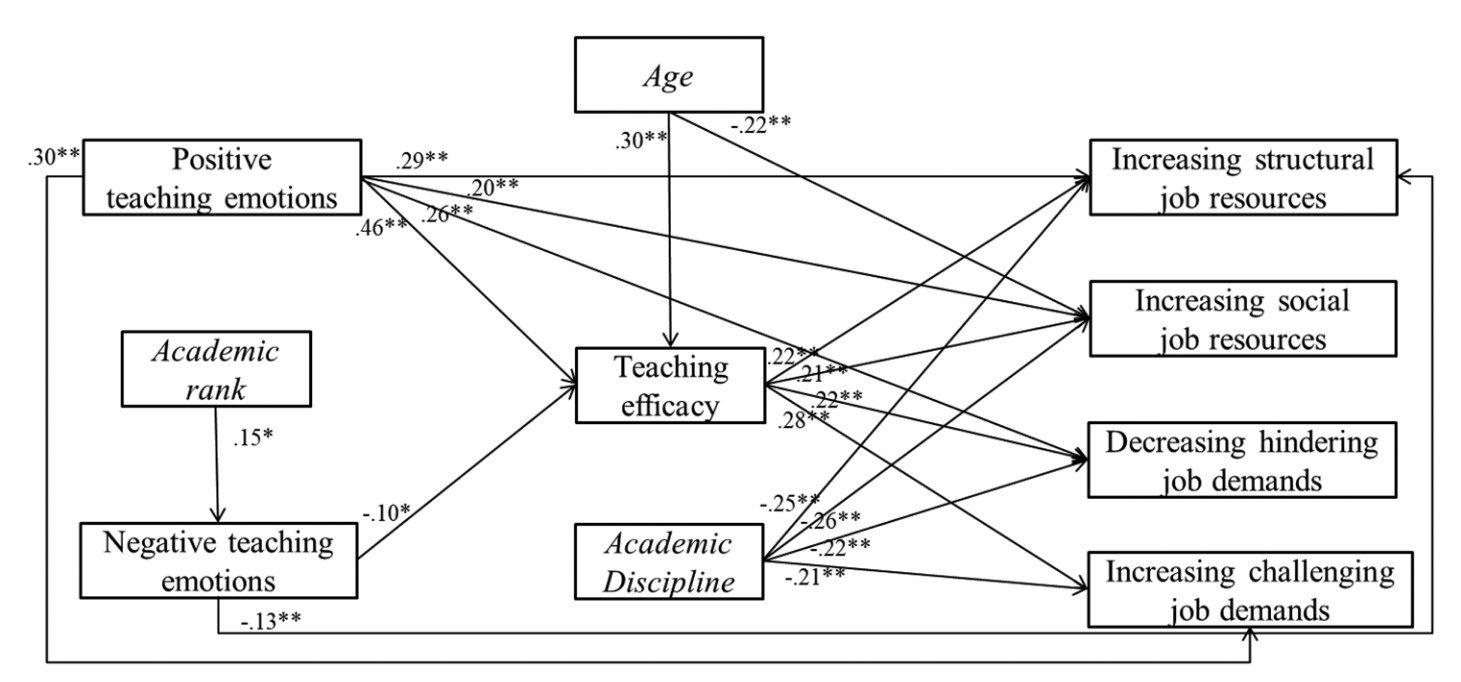 Age
.30**
-.22**
.30**
Positive
teaching emotions
.29**
.20**
.26**
.46**
Increasing structural
job resources
Increasing social
job resources
Academic
rank
.15*
Teaching
efficacy
.22**
.21**
.22**
.28**
Decreasing hindering
job demands
Negative teaching
emotions
-.10*
-.13**
Academic
Discipline
-.25**
-.26**
-.22**
-.21**
Increasing challenging
job demands